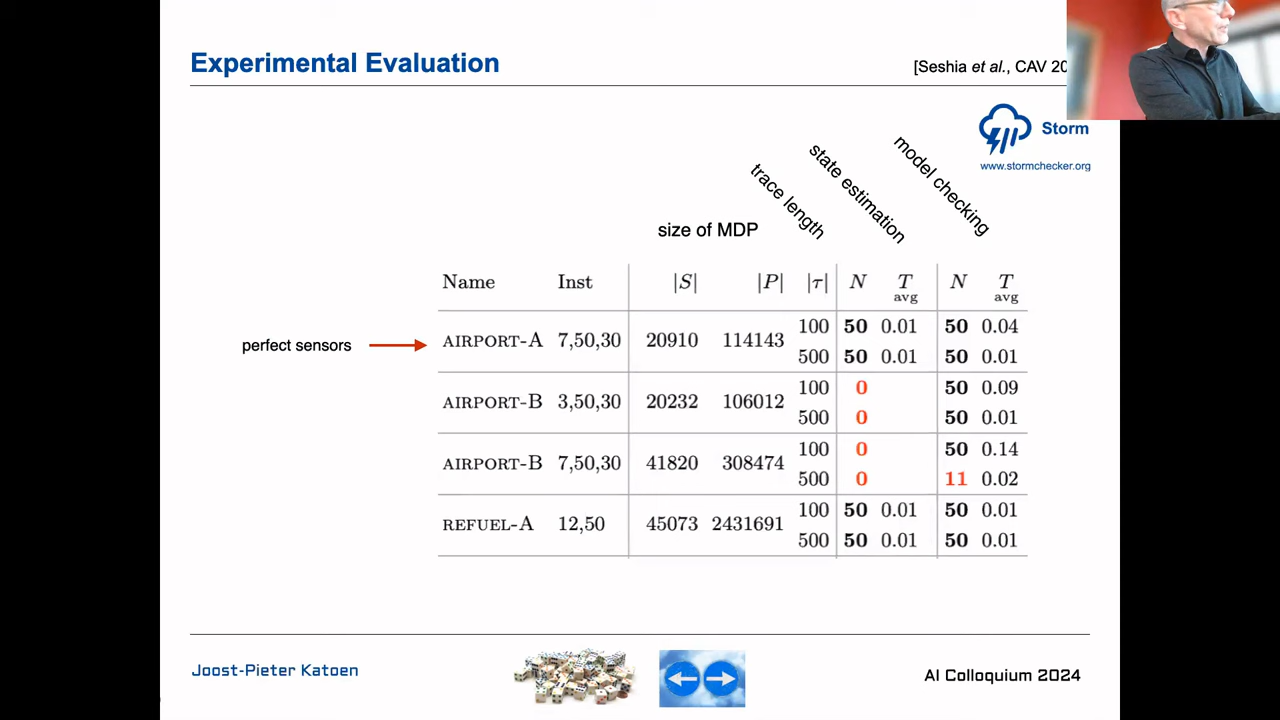 Experimental Evaluation
[Seshia et al., CAV 20
Storm
www.stormchecker.org
trace length
state estimation
model checking
size of MDP
Name Inst |S| |P| |τ| N T avg N T avg
perfect sensors
AIRPORT-A 7,50,30 20910 114143 100 50 0.01 50 0.04
500 50 0.01 50 0.01
AIRPORT-B 3,50,30 20232 106012 100 0 50 0.09
500 0 50 0.01
AIRPORT-B 7,50,30 41820 308474 100 0 50 0.14
500 0 11 0.02
REFUEL-A 12,50 45073 2431691 100 50 0.01 50 0.01
500 50 0.01 50 0.01
Joost-Pieter Katoen
AI Colloquium 2024